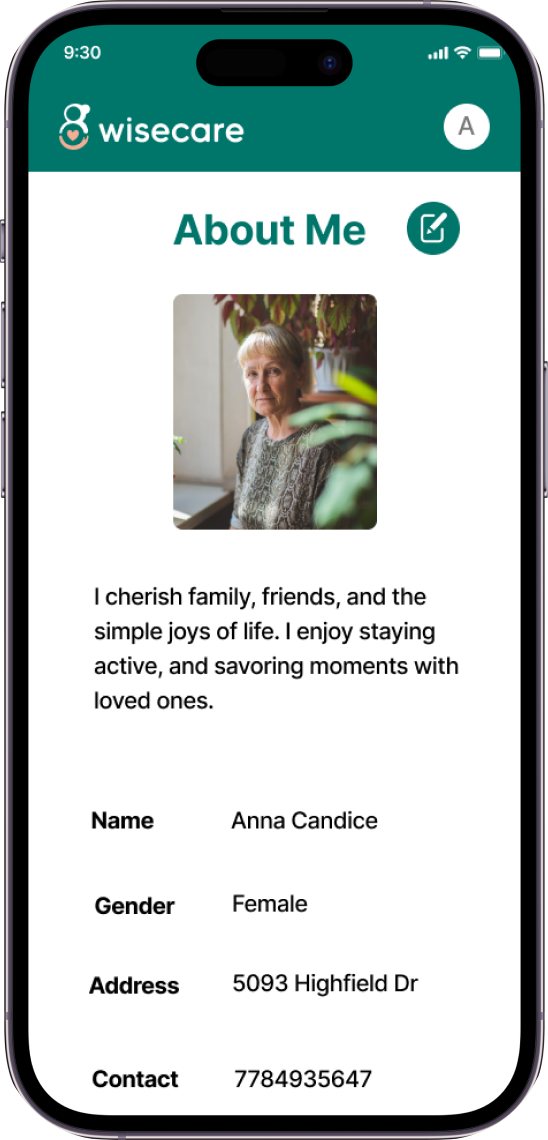 9:30
wisecare
A
About Me
I cherish family, friends, and the
simple joys of life. I enjoy staying
active, and savoring moments with
loved ones.
Name Anna Candice
Gender Female
Address 5093 Highfield Dr
Contact 7784935647